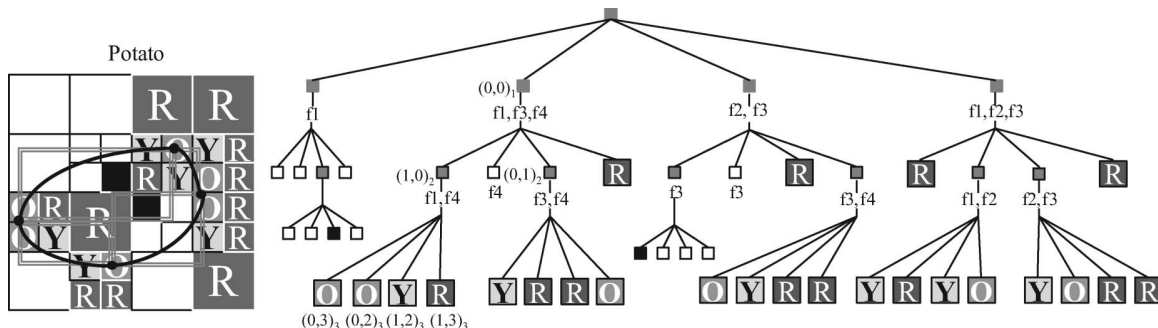 Potato
R R
Y O Y R
R Y O R
O R R O R
O Y Y R
Y O R
R R
(0,0)₁
f1 f1,f3,f4 f2,f3 f1,f2,f3
(1,0)₂ f4 (0,1)₂ R f3 f3 R R R
f1,f4 f3,f4 f3,f4 f1,f2 f2,f3
O O Y R Y R R O O Y R R Y R Y O Y O R R
(0,3)₃ (0,2)₃ (1,2)₃ (1,3)₃